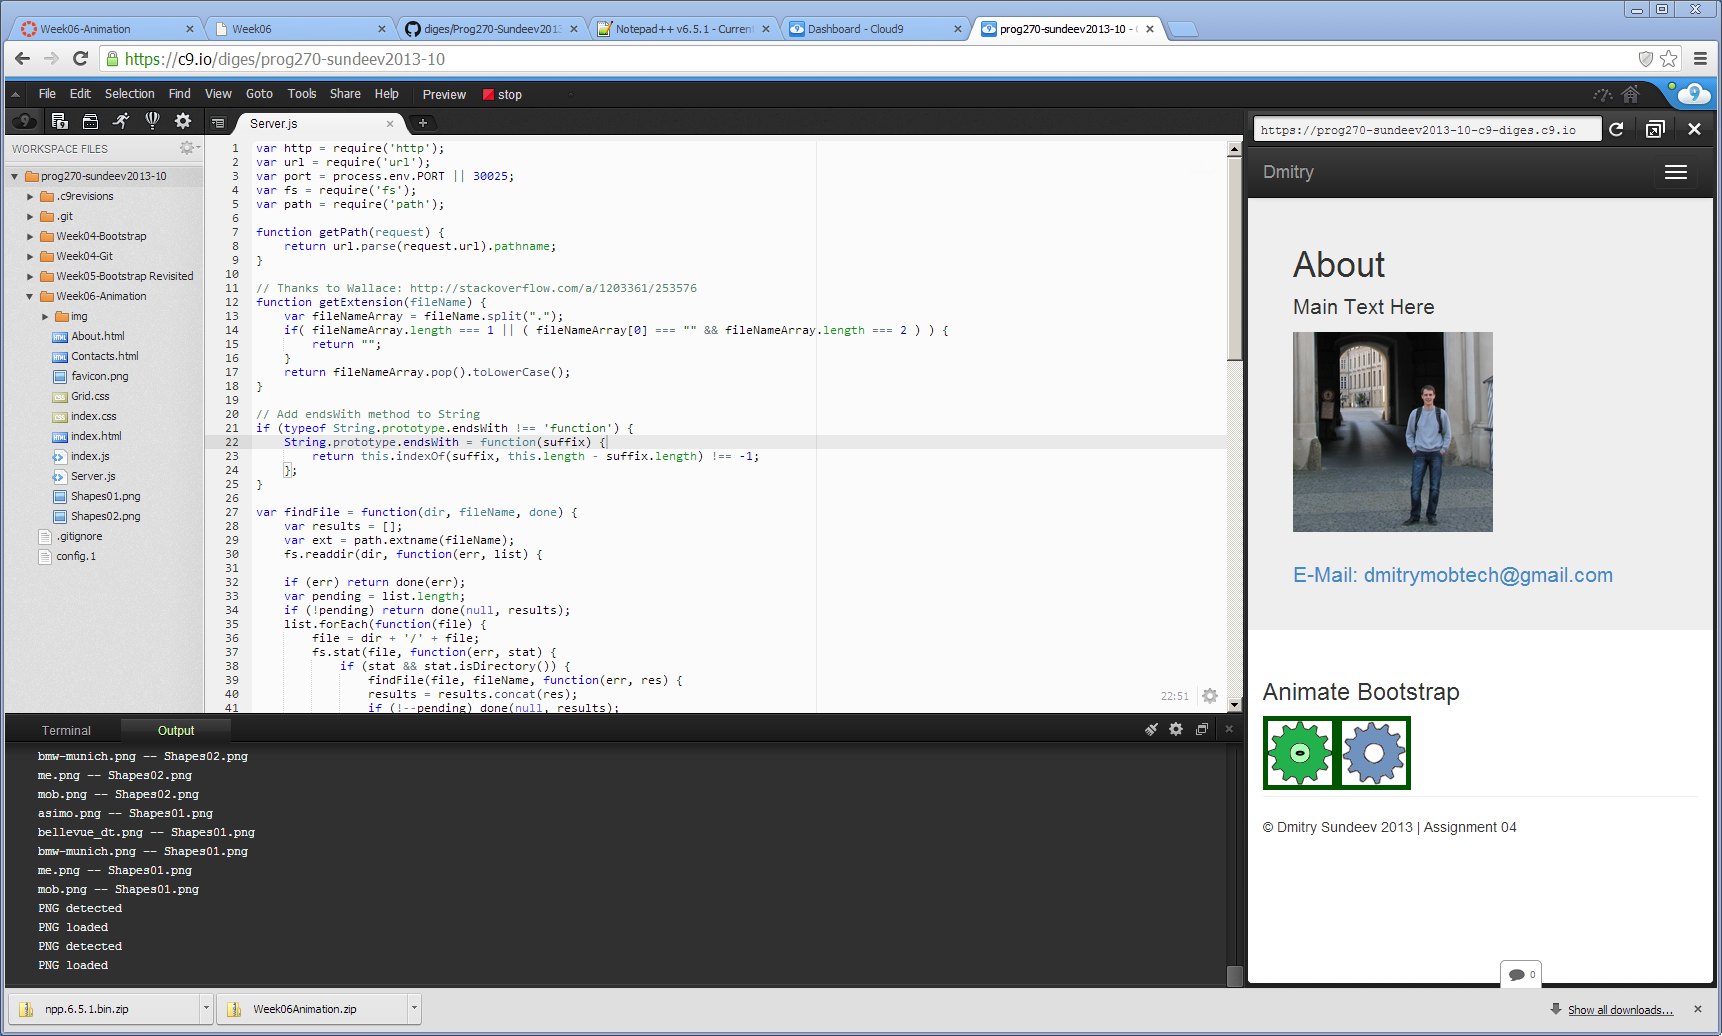 Week06-Animation
Week06
diges/Prog270-Sundeev2013
Notepad++ v6.5.1 - Current
Dashboard - Cloud9
prog270-sundeev2013-10 -
https://c9.io/diges/prog270-sundeev2013-10
File Edit Selection Find View Goto Tools Share Help Preview stop
WORKSPACE FILES
prog270-sundeev2013-10
.c9revisions
.git
Week04-Bootstrap
Week04-Git
Week05-Bootstrap Revisited
Week06-Animation
img
About.html
Contacts.html
favicon.png
Grid.css
index.css
index.html
index.js
Server.js
Shapes01.png
Shapes02.png
.gitignore
config.1
Server.js
1 var http = require('http');
2 var url = require('url');
3 var port = process.env.PORT || 30025;
4 var fs = require('fs');
5 var path = require('path');
6
7 function getPath(request) {
8     return url.parse(request.url).pathname;
9 }
10
11 // Thanks to Wallace: http://stackoverflow.com/a/1203361/253576
12 function getExtension(fileName) {
13     var fileNameArray = fileName.split(".");
14     if( fileNameArray.length === 1 || ( fileNameArray[0] === "" && fileNameArray.length === 2 ) ) {
15         return "";
16     }
17     return fileNameArray.pop().toLowerCase();
18 }
19
20 // Add endsWith method to String
21 if (typeof String.prototype.endsWith !== 'function') {
22     String.prototype.endsWith = function(suffix) {
23         return this.indexOf(suffix, this.length - suffix.length) !== -1;
24     };
25 }
26
27 var findFile = function(dir, fileName, done) {
28     var results = [];
29     var ext = path.extname(fileName);
30     fs.readdir(dir, function(err, list) {
31
32     if (err) return done(err);
33     var pending = list.length;
34     if (!pending) return done(null, results);
35     list.forEach(function(file) {
36         file = dir + '/' + file;
37         fs.stat(file, function(err, stat) {
38             if (stat && stat.isDirectory()) {
39                 findFile(file, fileName, function(err, res) {
40                 results = results.concat(res);
41                 if (!--pending) done(null, results);
22:51
https://prog270-sundeev2013-10-c9-diges.c9.io
Dmitry
About
Main Text Here
E-Mail: dmitrymobtech@gmail.com
Animate Bootstrap
© Dmitry Sundeev 2013 | Assignment 04
0
Terminal Output
bmw-munich.png -- Shapes02.png
me.png -- Shapes02.png
mob.png -- Shapes02.png
asimo.png -- Shapes01.png
bellevue_dt.png -- Shapes01.png
bmw-munich.png -- Shapes01.png
me.png -- Shapes01.png
mob.png -- Shapes01.png
PNG detected
PNG loaded
PNG detected
PNG loaded
npp.6.5.1.bin.zip
Week06Animation.zip
Show all downloads...